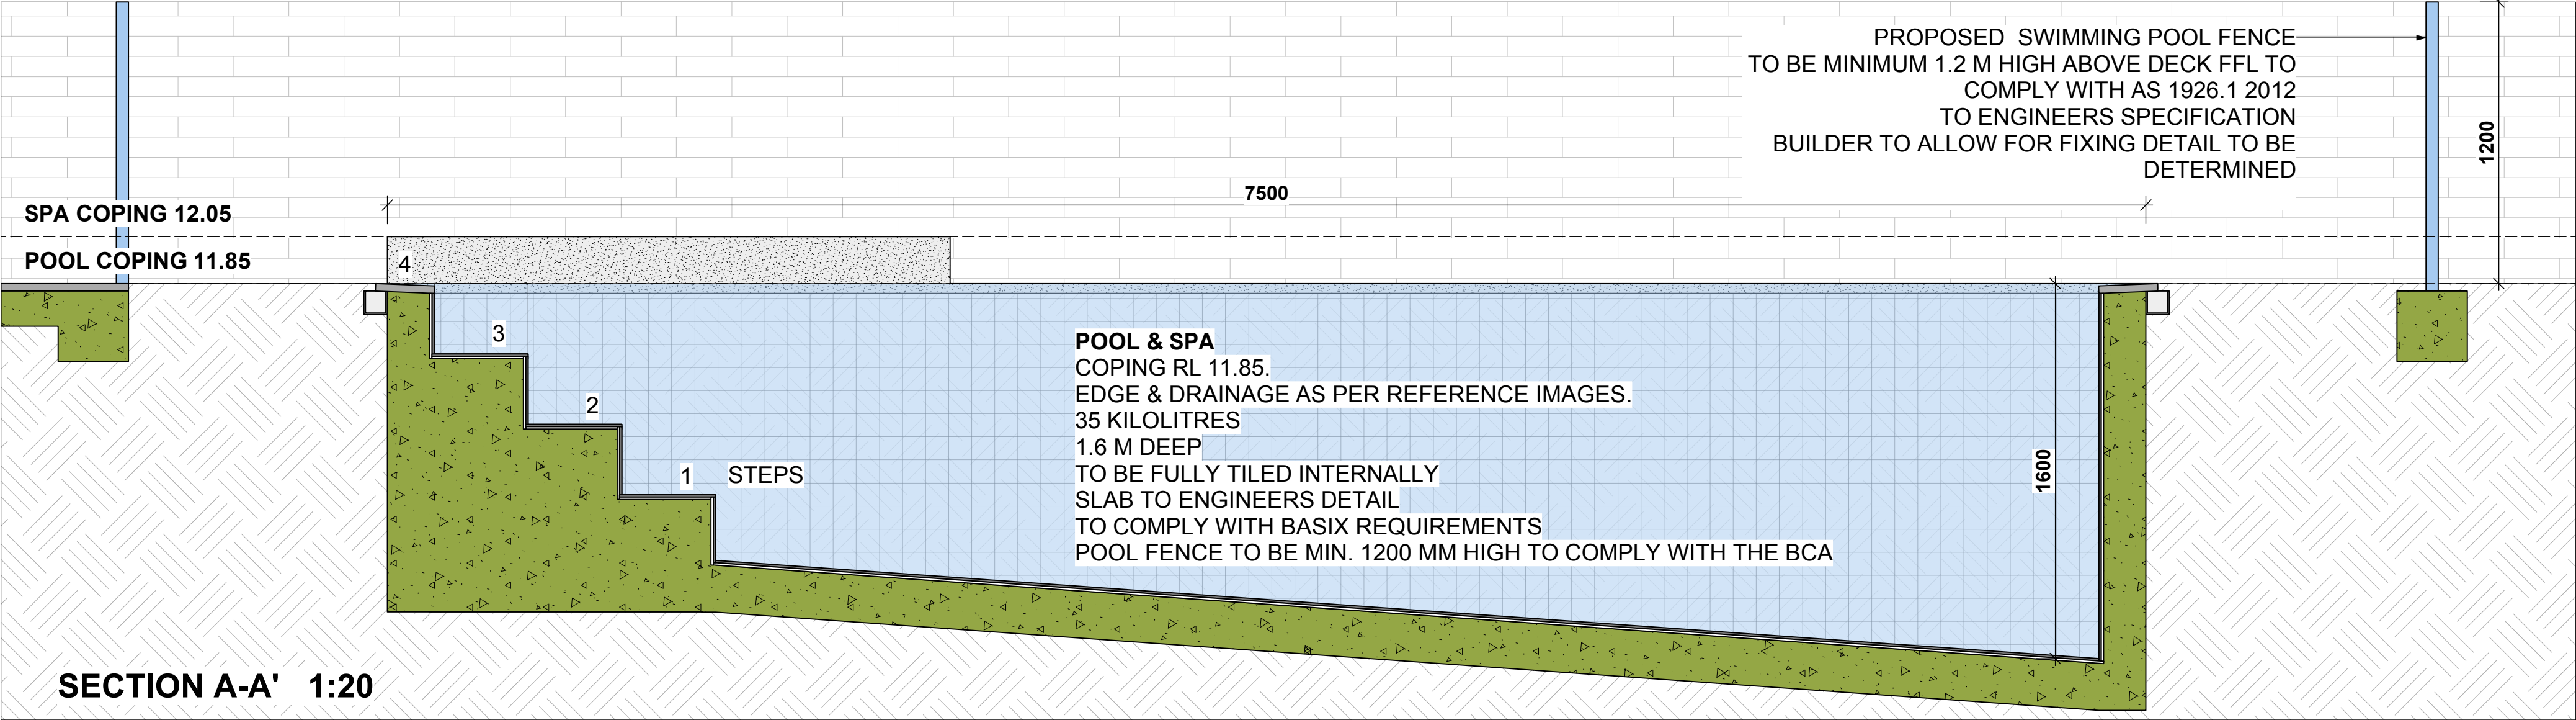 PROPOSED  SWIMMING POOL FENCE
TO BE MINIMUM 1.2 M HIGH ABOVE DECK FFL TO
COMPLY WITH AS 1926.1 2012
TO ENGINEERS SPECIFICATION
BUILDER TO ALLOW FOR FIXING DETAIL TO BE
DETERMINED
1200
7500
SPA COPING 12.05
POOL COPING 11.85
4
3
2
1
STEPS
POOL & SPA
COPING RL 11.85.
EDGE & DRAINAGE AS PER REFERENCE IMAGES.
35 KILOLITRES
1.6 M DEEP
TO BE FULLY TILED INTERNALLY
SLAB TO ENGINEERS DETAIL
TO COMPLY WITH BASIX REQUIREMENTS
POOL FENCE TO BE MIN. 1200 MM HIGH TO COMPLY WITH THE BCA
1600
SECTION A-A'   1:20